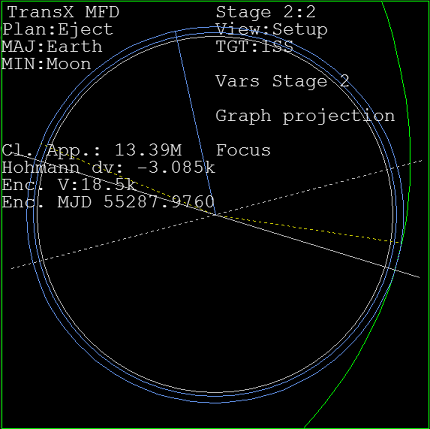 TransX MFD
Stage 2:2
Plan:Eject
View:Setup
MAJ:Earth
TGT:ISS
MIN:Moon
Vars Stage 2
Graph projection
Focus
Cl. App.: 13.39M
Hohmann dv: -3.085k
Enc. V:18.5k
Enc. MJD 55287.9760